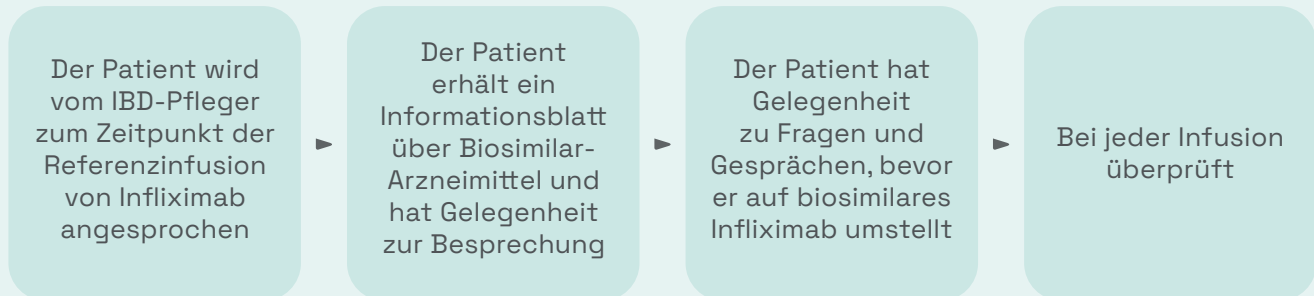 Der Patient wird
vom IBD-Pfleger
zum Zeitpunkt der
Referenzinfusion
von Infliximab
angesprochen
Der Patient
erhält ein
Informationsblatt
über Biosimilar-
Arzneimittel und
hat Gelegenheit
zur Besprechung
Der Patient hat
Gelegenheit
zu Fragen und
Gesprächen, bevor
er auf biosimilares
Infliximab umstellt
Bei jeder Infusion
überprüft